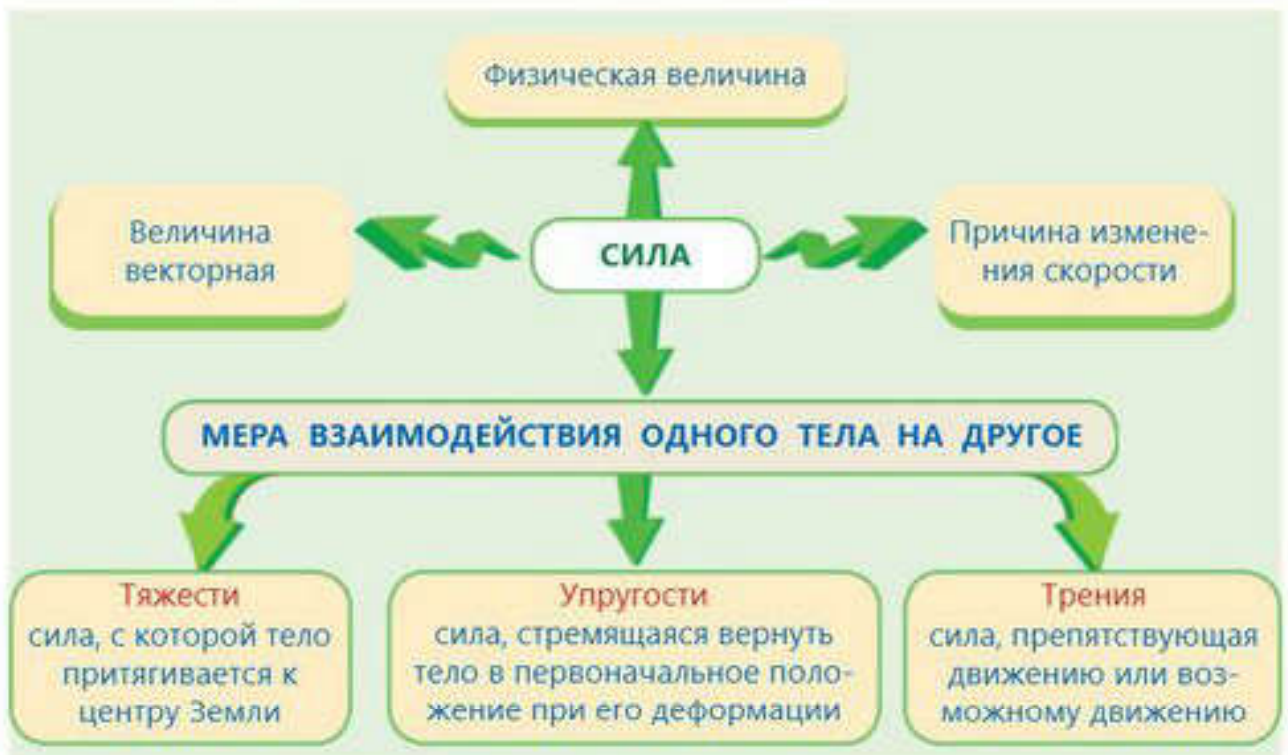 Физическая величина
Величина
векторная
СИЛА
Причина измене-
ния скорости
МЕРА ВЗАИМОДЕЙСТВИЯ ОДНОГО ТЕЛА НА ДРУГОЕ
Тяжести
сила, с которой тело
притягивается к
центру Земли
Упругости
сила, стремящаяся вернуть
тело в первоначальное поло-
жение при его деформации
Трения
сила, препятствующая
движению или воз-
можному движению